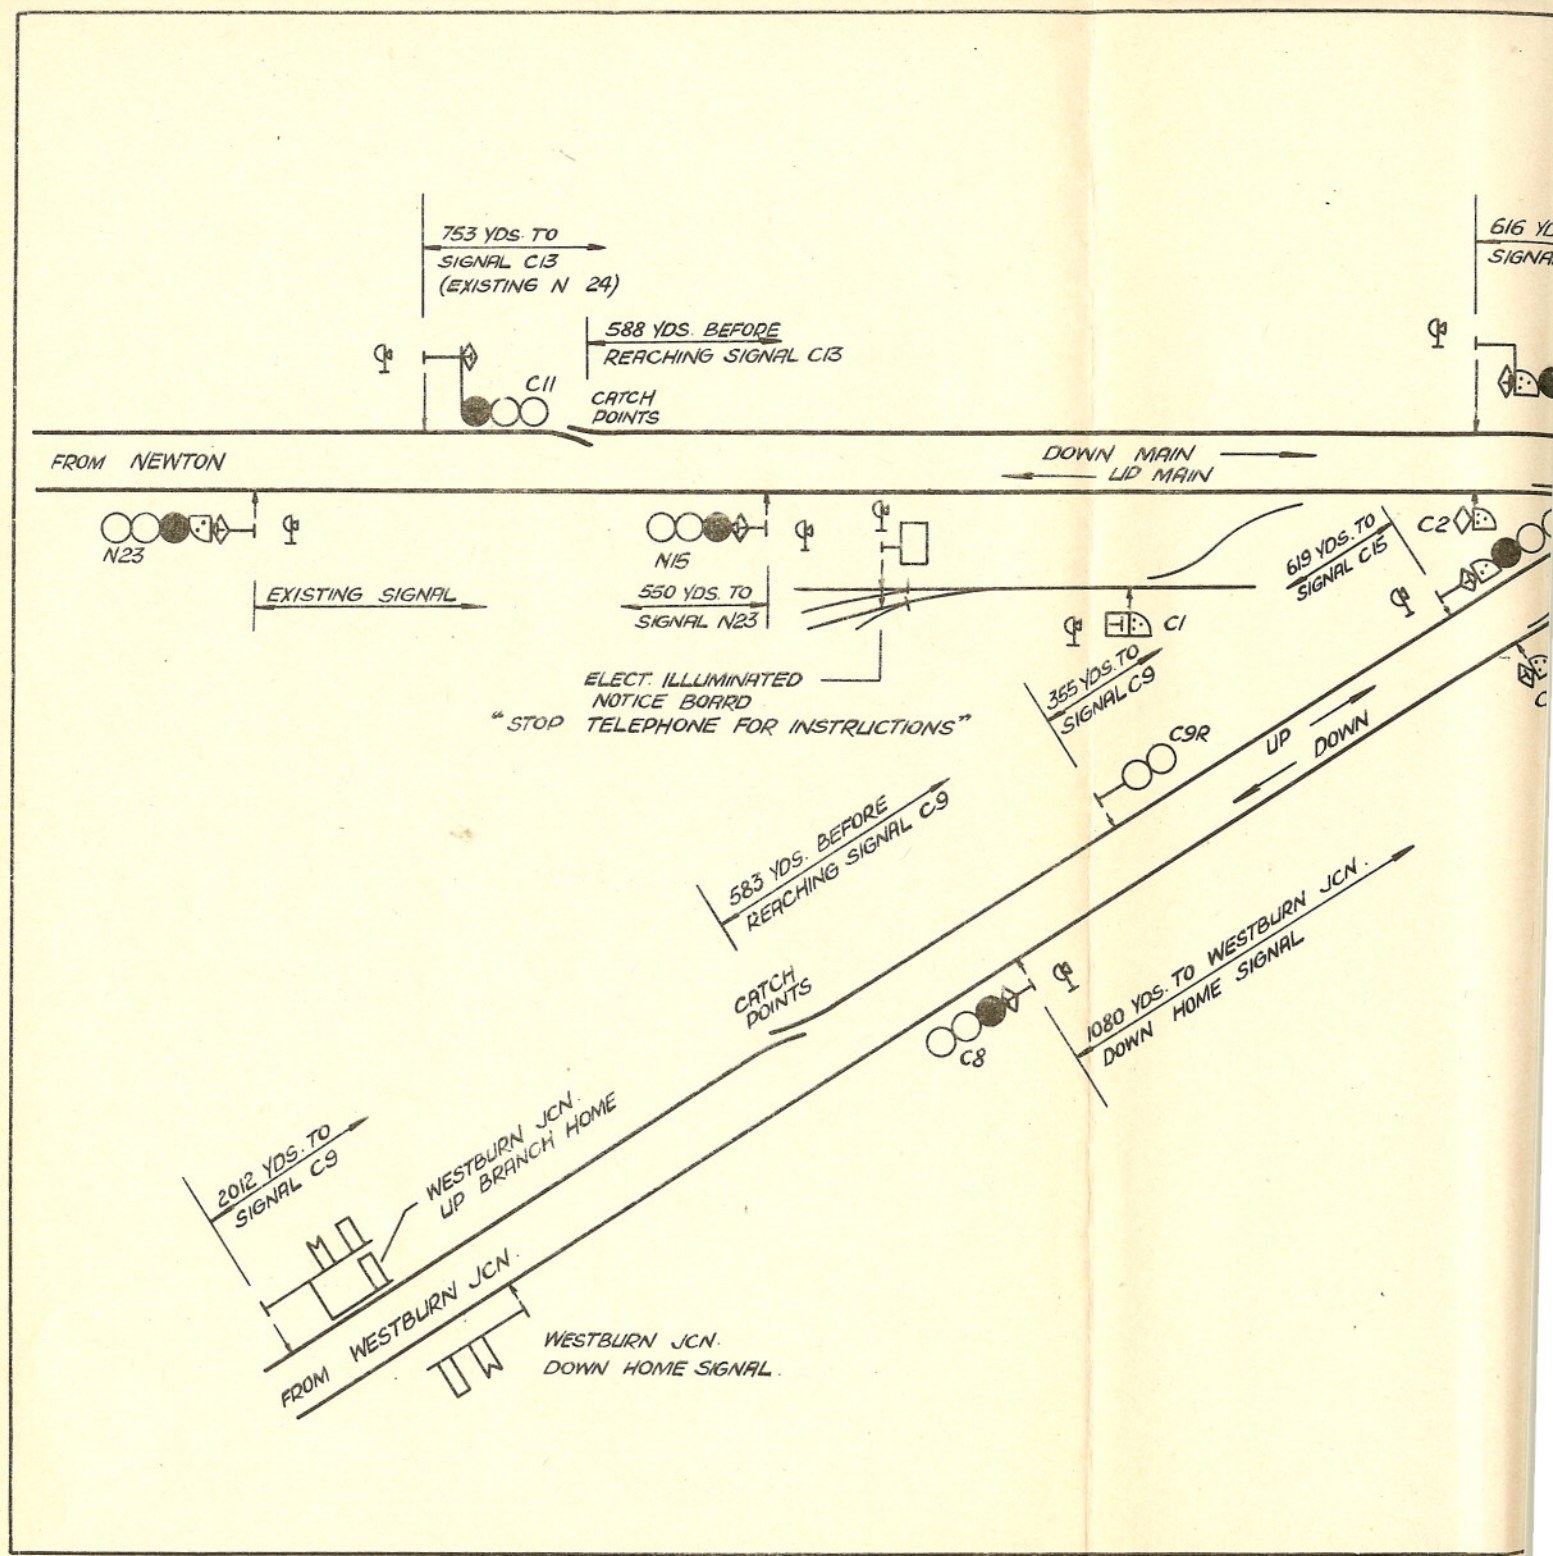 753 YDS. TO
SIGNAL C13
(EXISTING N 24)
616 YD
SIGNA
588 YDS. BEFORE
REACHING SIGNAL C13
C11
CATCH
POINTS
FROM NEWTON
DOWN MAIN
UP MAIN
N23
N15
C2
EXISTING SIGNAL
550 YDS. TO
SIGNAL N23
619 YDS. TO
SIGNAL C15
C1
ELECT. ILLUMINATED
NOTICE BOARD
"STOP TELEPHONE FOR INSTRUCTIONS"
355 YDS. TO
SIGNAL C9
C
C9R
UP
DOWN
583 YDS. BEFORE
REACHING SIGNAL C9
CATCH
POINTS
1080 YDS. TO WESTBURN JCN.
DOWN HOME SIGNAL
C8
2012 YDS. TO
SIGNAL C9
WESTBURN JCN.
UP BRANCH HOME
FROM WESTBURN JCN.
WESTBURN JCN.
DOWN HOME SIGNAL.